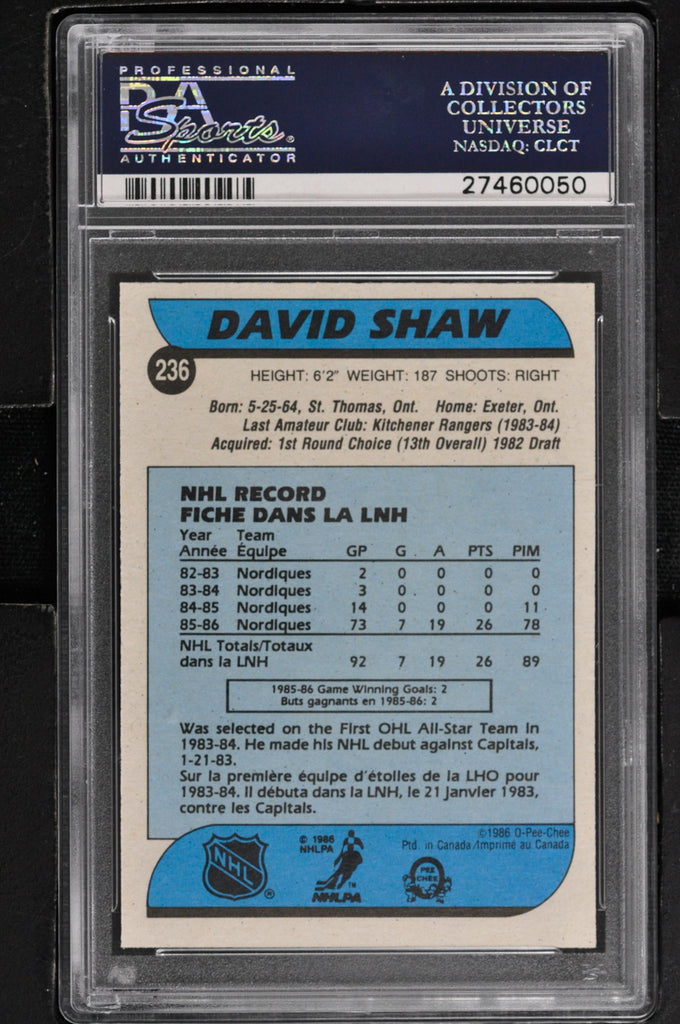 PROFESSIONAL
PSA
Sports®
AUTHENTICATOR
A DIVISION OF
COLLECTORS
UNIVERSE
NASDAQ: CLCT
27460050
DAVID SHAW
236
HEIGHT: 6'2" WEIGHT: 187 SHOOTS: RIGHT
Born: 5-25-64, St. Thomas, Ont. Home: Exeter, Ont.
Last Amateur Club: Kitchener Rangers (1983-84)
Acquired: 1st Round Choice (13th Overall) 1982 Draft
NHL RECORD
FICHE DANS LA LNH
Year Team
Année Équipe GP G A PTS PIM
82-83 Nordiques 2 0 0 0 0
83-84 Nordiques 3 0 0 0 0
84-85 Nordiques 14 0 0 0 11
85-86 Nordiques 73 7 19 26 78
NHL Totals/Totaux
dans la LNH 92 7 19 26 89
1985-86 Game Winning Goals: 2
Buts gagnants en 1985-86: 2
Was selected on the First OHL All-Star Team in
1983-84. He made his NHL debut against Capitals,
1-21-83.
Sur la première équipe d'étoiles de la LHO pour
1983-84. Il débuta dans la LNH, le 21 janvier 1983,
contre les Capitals.
©1986 O-Pee-Chee
Ptd. in Canada/Imprimé au Canada
© 1986
NHLPA
NHL®
NHLPA™
O PEE
CHEE